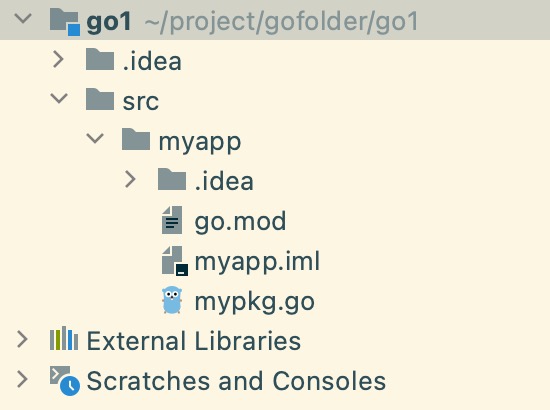 go1 ~/project/gofolder/go1
.idea
src
myapp
.idea
go.mod
myapp.iml
mypkg.go
External Libraries
Scratches and Consoles